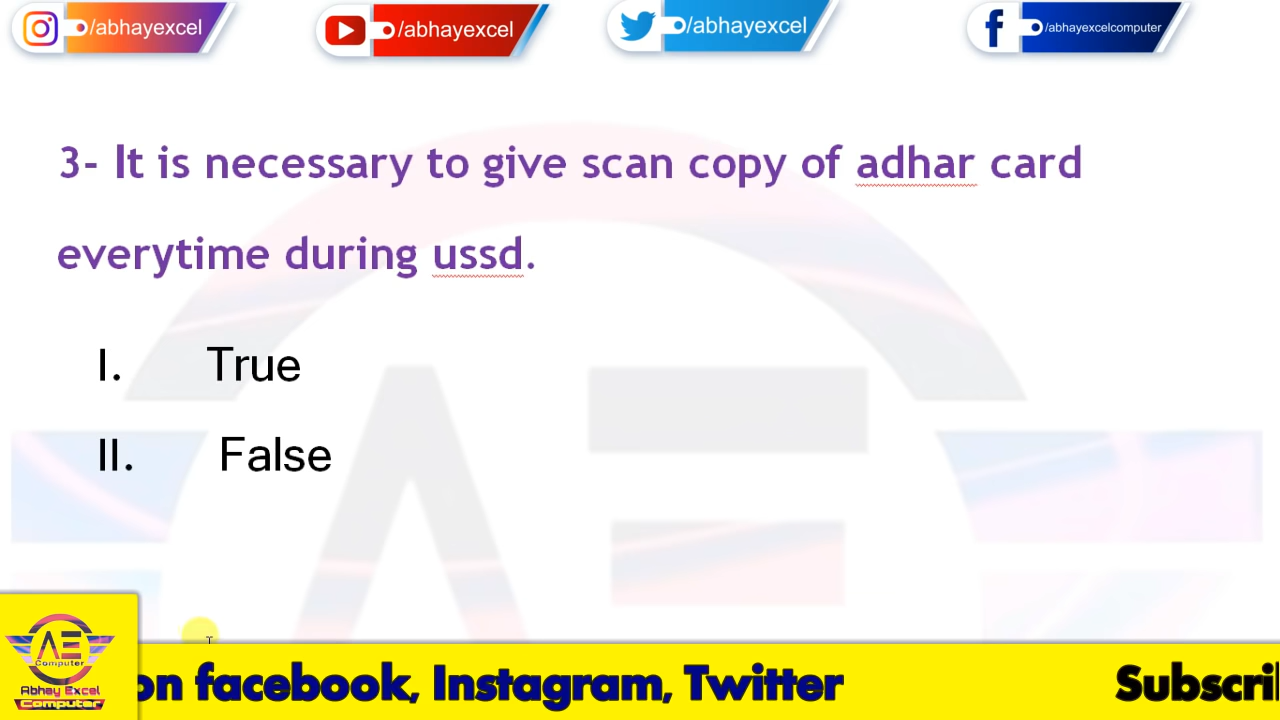 /abhayexcel
/abhayexcel
/abhayexcel
/abhayexcelcomputer
3- It is necessary to give scan copy of adhar card
everytime during ussd.
I. True
II. False
AE
Computer
Abhay Excel
Computer
on facebook, Instagram, Twitter Subscri